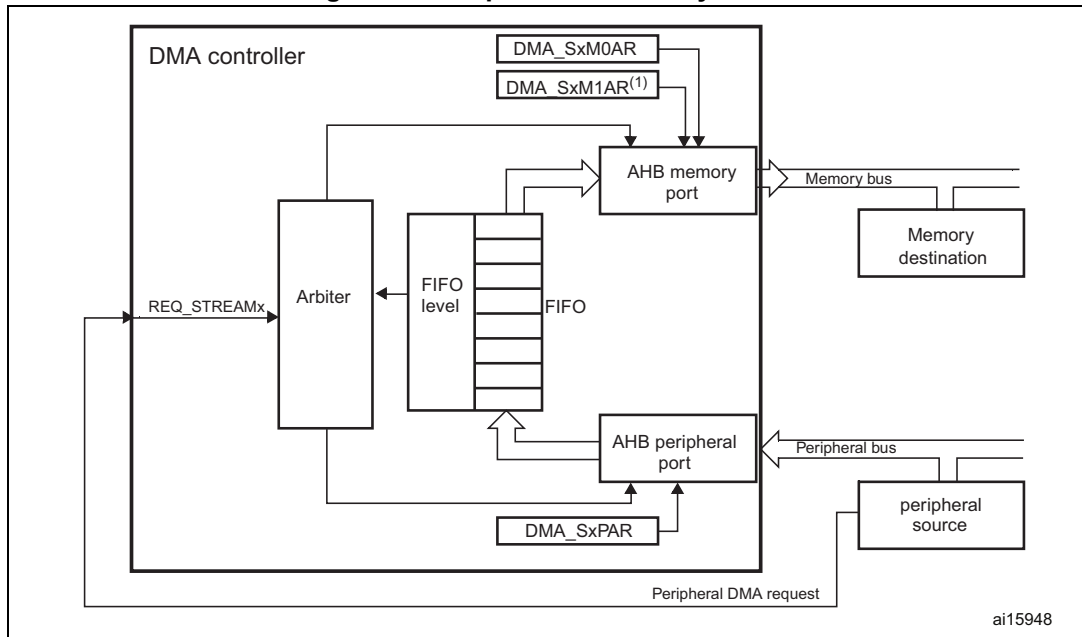 DMA controller
DMA_SxM0AR
DMA_SxM1AR(1)
AHB memory
port
Memory bus
Memory
destination
Arbiter
FIFO
level
FIFO
REQ_STREAMx
AHB peripheral
port
Peripheral bus
peripheral
source
DMA_SxPAR
Peripheral DMA request
ai15948